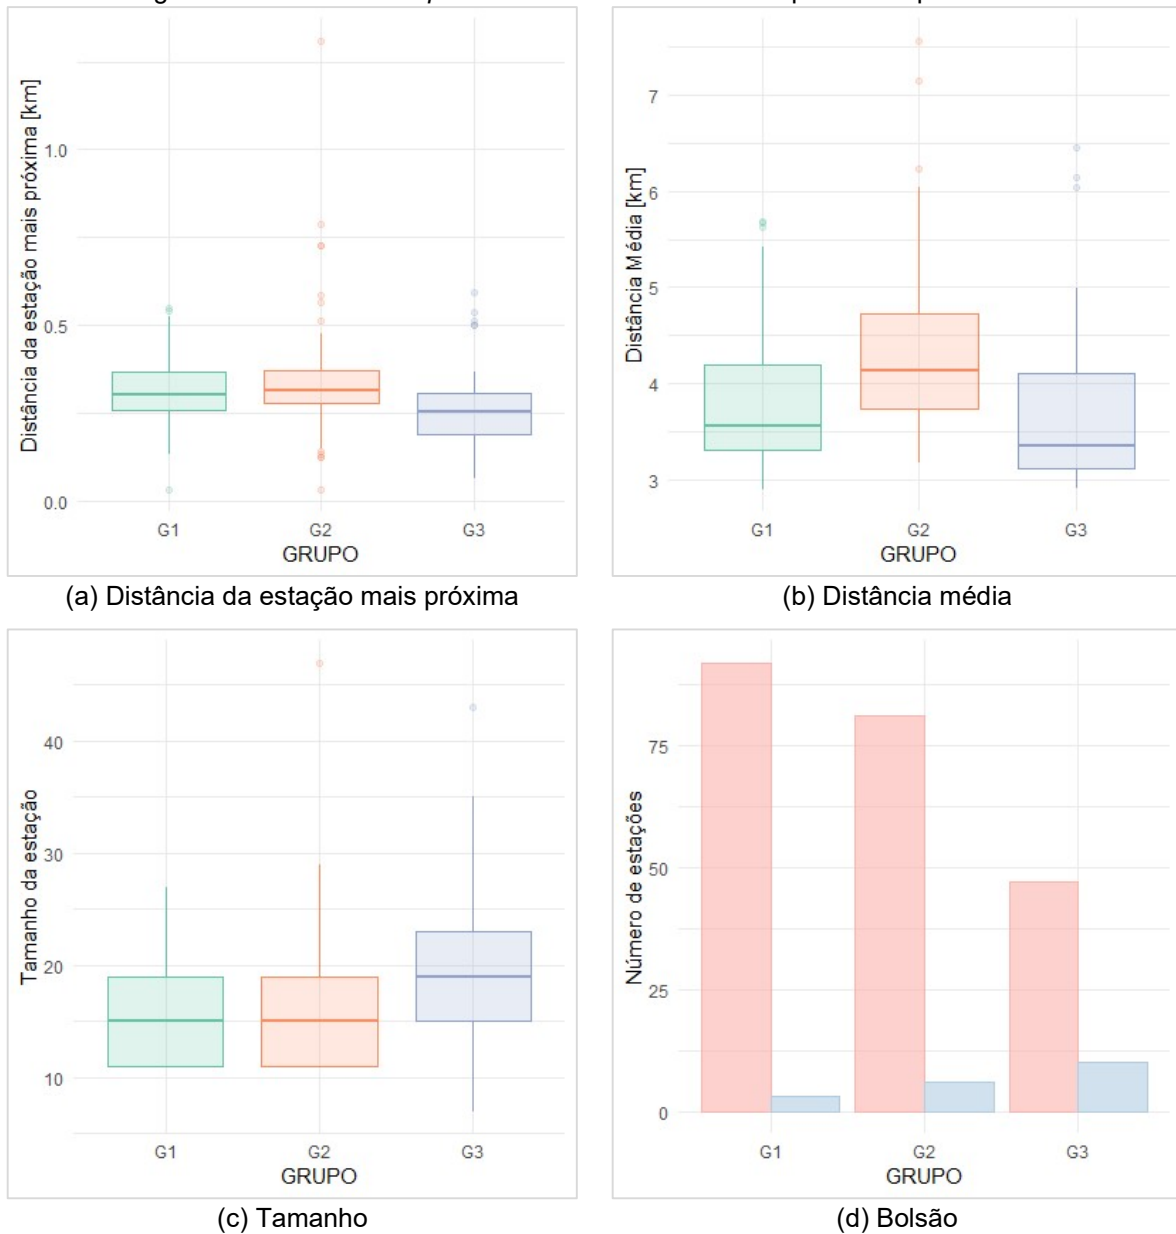 Distância da estação mais próxima [km]
1.0
0.5
0.0
G1 G2 G3
GRUPO
(a) Distância da estação mais próxima
Distância Média [km]
7
6
5
4
3
G1 G2 G3
GRUPO
(b) Distância média
Tamanho da estação
40
30
20
10
G1 G2 G3
GRUPO
(c) Tamanho
Número de estações
75
50
25
0
G1 G2 G3
GRUPO
(d) Bolsão